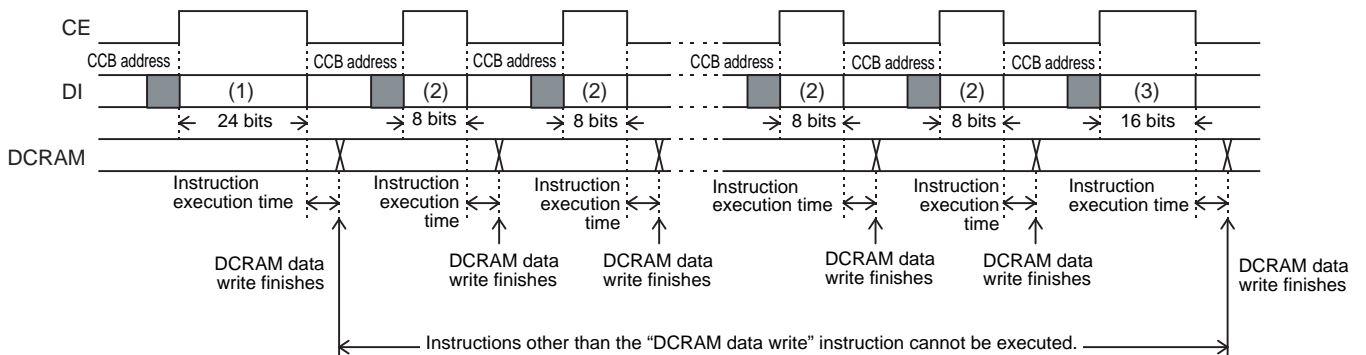 CE
CCB address CCB address CCB address CCB address CCB address CCB address
DI (1) (2) (2) (2) (2) (3)
24 bits 8 bits 8 bits 8 bits 8 bits 16 bits
DCRAM
Instruction execution time
Instruction execution time
Instruction execution time
Instruction execution time
Instruction execution time
Instruction execution time
DCRAM data write finishes
DCRAM data write finishes
DCRAM data write finishes
DCRAM data write finishes
DCRAM data write finishes
DCRAM data write finishes
Instructions other than the “DCRAM data write” instruction cannot be executed.